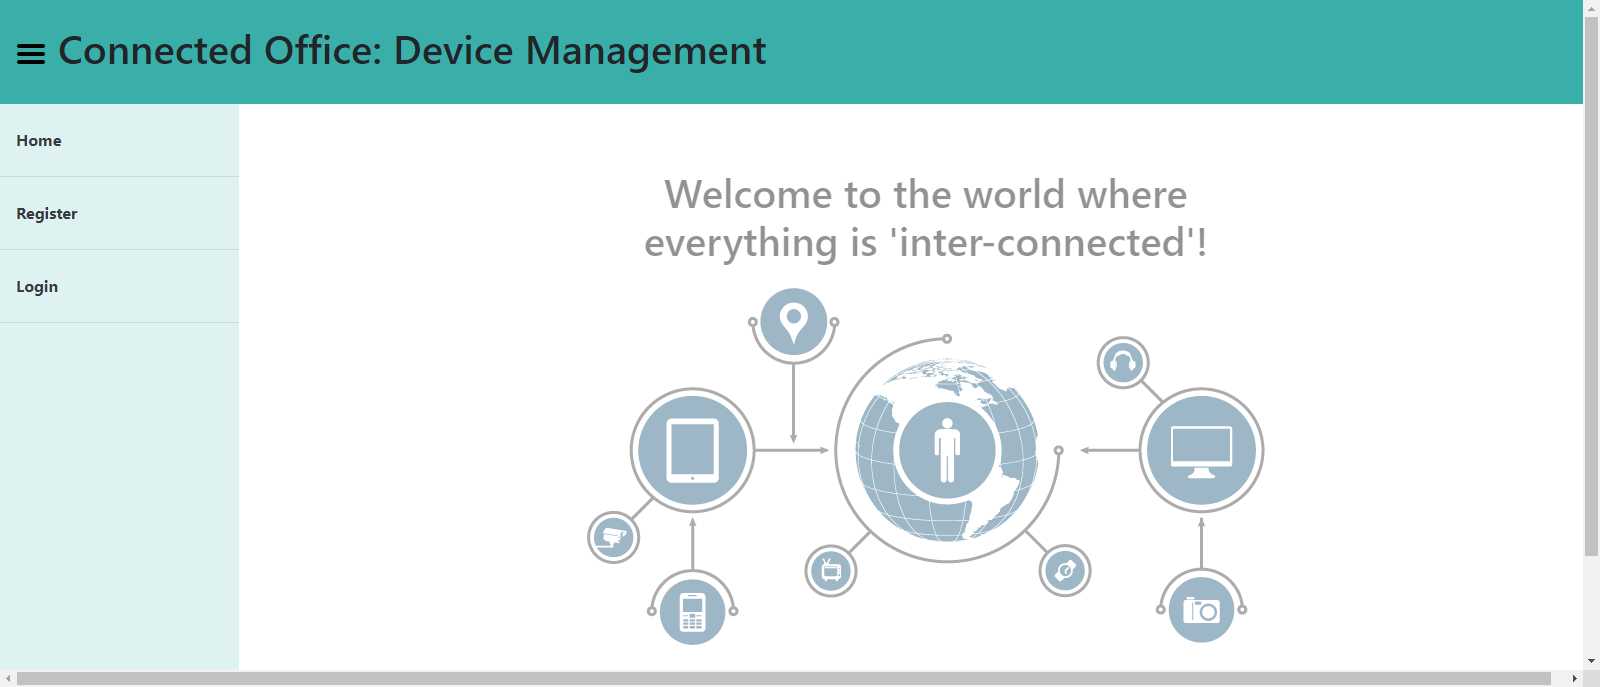 Connected Office: Device Management
Home
Register
Login
Welcome to the world where
everything is 'inter-connected'!